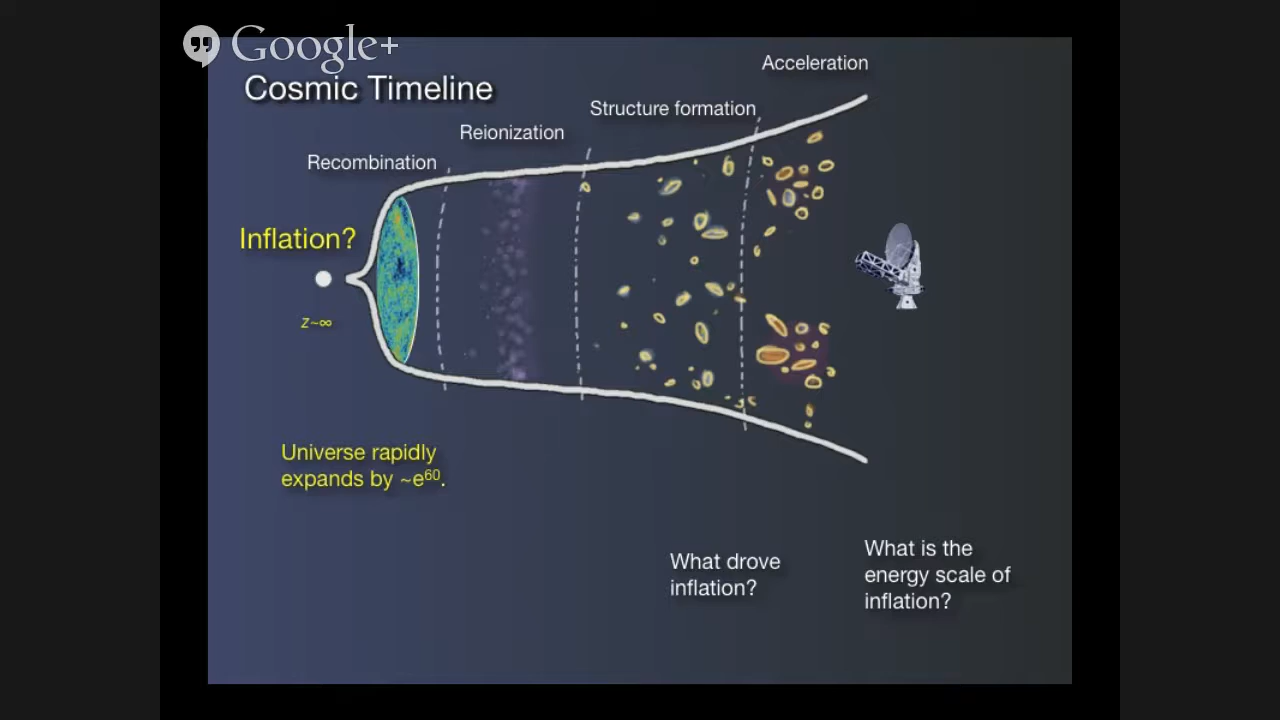 Google+
Cosmic Timeline
Acceleration
Structure formation
Reionization
Recombination
Inflation?
z~∞
Universe rapidly
expands by ~e⁶⁰.
What drove
inflation?
What is the
energy scale of
inflation?